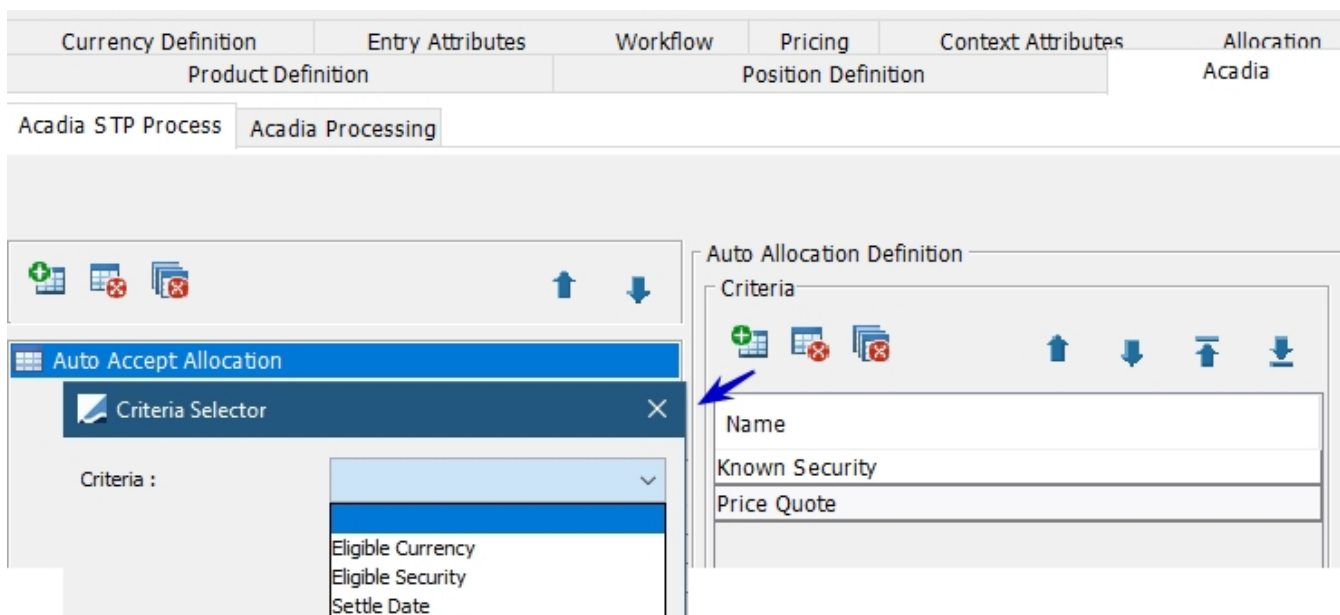 Currency Definition Entry Attributes Workflow Pricing Context Attributes Allocation
Product Definition Position Definition Acadia
Acadia STP Process Acadia Processing
Auto Allocation Definition
Criteria
Auto Accept Allocation
Criteria Selector
Name
Criteria :
Known Security
Price Quote
Eligible Currency
Eligible Security
Settle Date